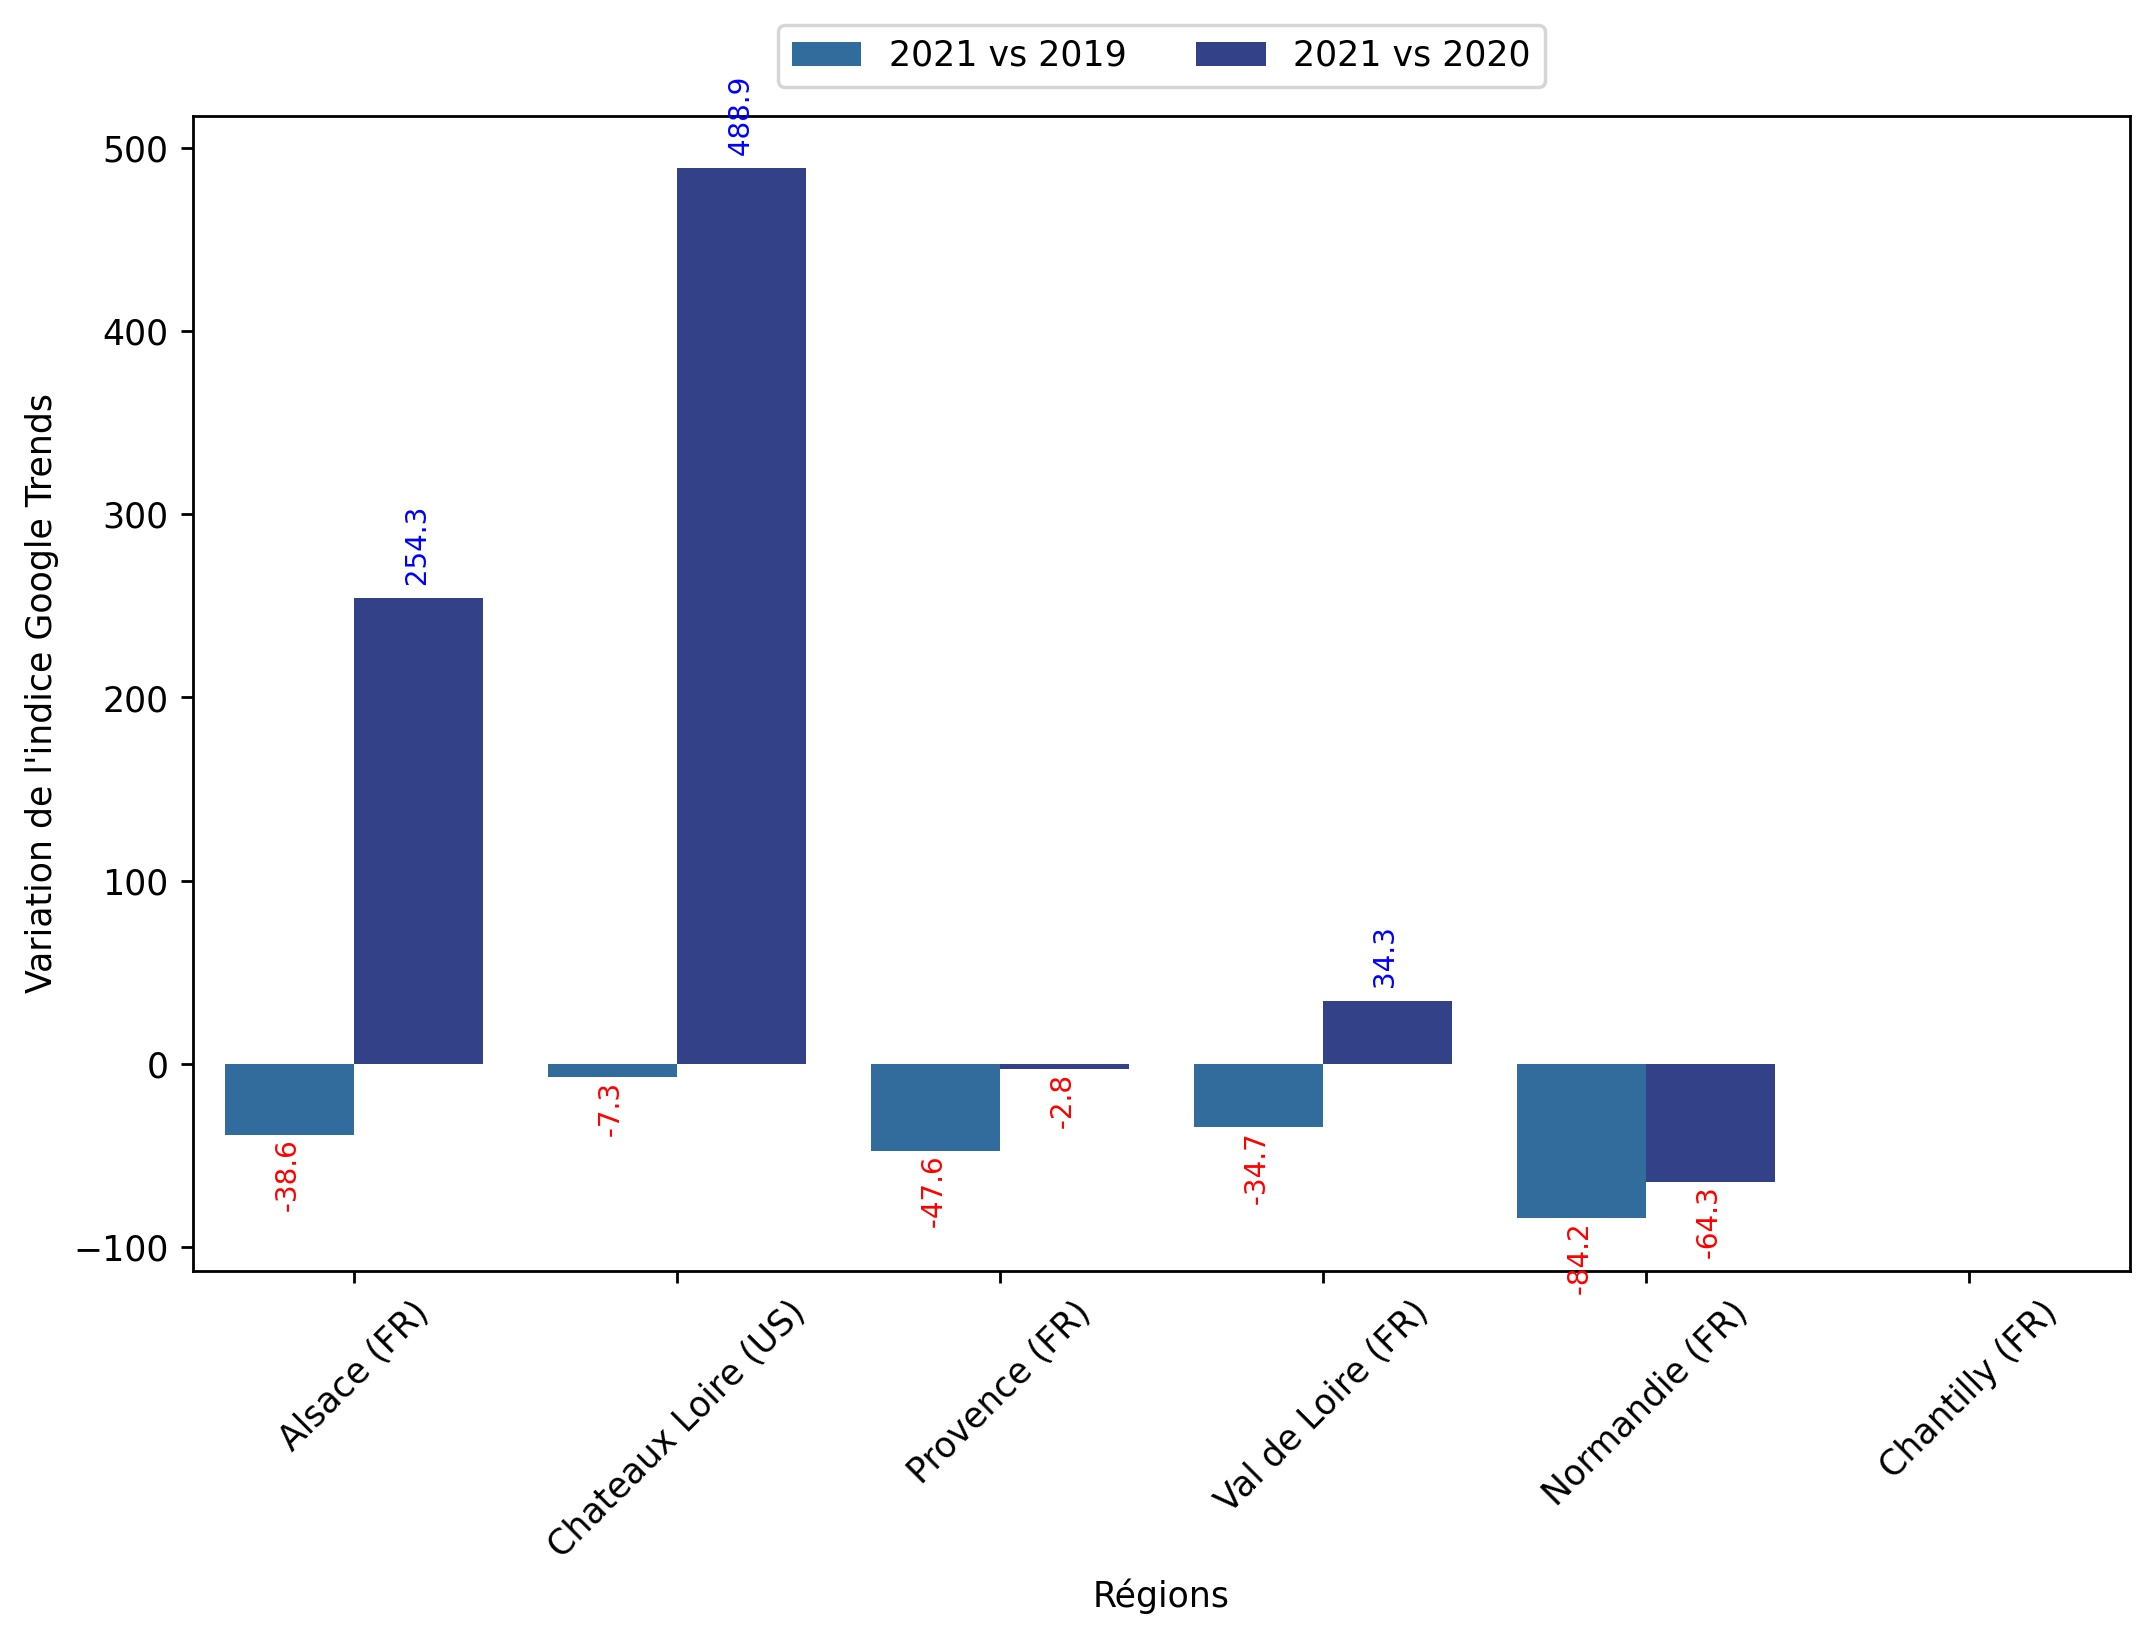 2021 vs 2019 2021 vs 2020
Variation de l'indice Google Trends
500
400
300
200
100
0
−100
-38.6
254.3
-7.3
488.9
-47.6
-2.8
-34.7
34.3
-84.2
-64.3
Alsace (FR)
Chateaux Loire (US)
Provence (FR)
Val de Loire (FR)
Normandie (FR)
Chantilly (FR)
Régions